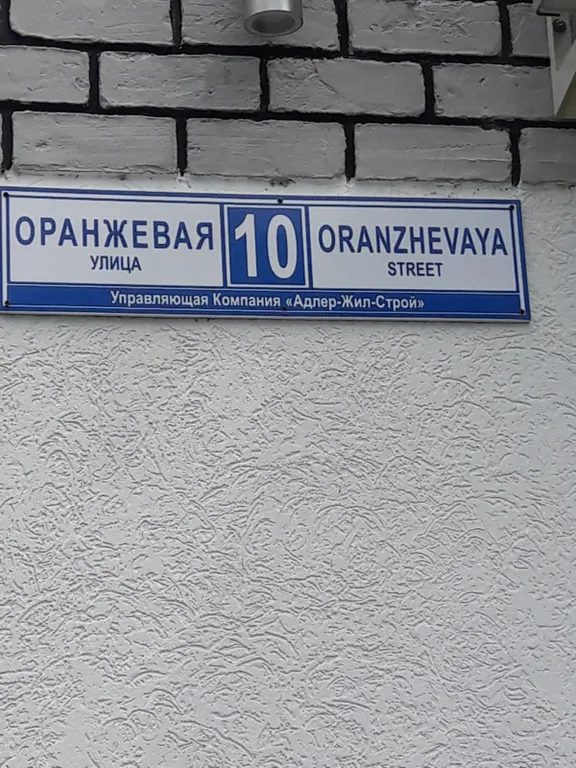 ОРАНЖЕВАЯ
УЛИЦА
10
ORANZHEVAYA
STREET
Управляющая Компания «Адлер-Жил-Строй»